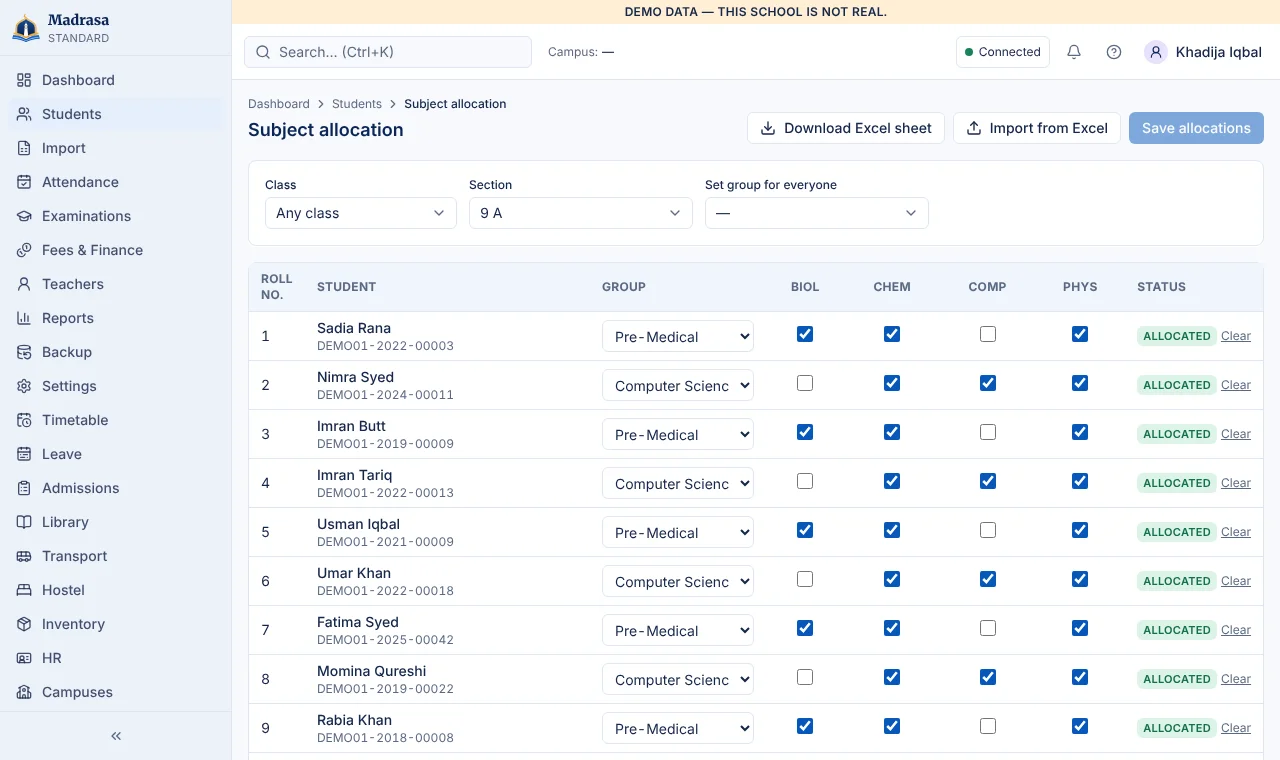 DEMO DATA — THIS SCHOOL IS NOT REAL.
Madrasa
STANDARD
Search... (Ctrl+K)
Campus: —
Connected
Khadija Iqbal
Dashboard
Students
Import
Attendance
Examinations
Fees & Finance
Teachers
Reports
Backup
Settings
Timetable
Leave
Admissions
Library
Transport
Hostel
Inventory
HR
Campuses
Dashboard > Students > Subject allocation
Subject allocation
Download Excel sheet
Import from Excel
Save allocations
Class
Section
Set group for everyone
Any class
9 A
—
ROLL NO. STUDENT GROUP BIOL CHEM COMP PHYS STATUS
1 Sadia Rana Pre-Medical ALLOCATED Clear
DEMO01-2022-00003
2 Nimra Syed Computer Scienc ALLOCATED Clear
DEMO01-2024-00011
3 Imran Butt Pre-Medical ALLOCATED Clear
DEMO01-2019-00009
4 Imran Tariq Computer Scienc ALLOCATED Clear
DEMO01-2022-00013
5 Usman Iqbal Pre-Medical ALLOCATED Clear
DEMO01-2021-00009
6 Umar Khan Computer Scienc ALLOCATED Clear
DEMO01-2022-00018
7 Fatima Syed Pre-Medical ALLOCATED Clear
DEMO01-2025-00042
8 Momina Qureshi Computer Scienc ALLOCATED Clear
DEMO01-2019-00022
9 Rabia Khan Pre-Medical ALLOCATED Clear
DEMO01-2018-00008